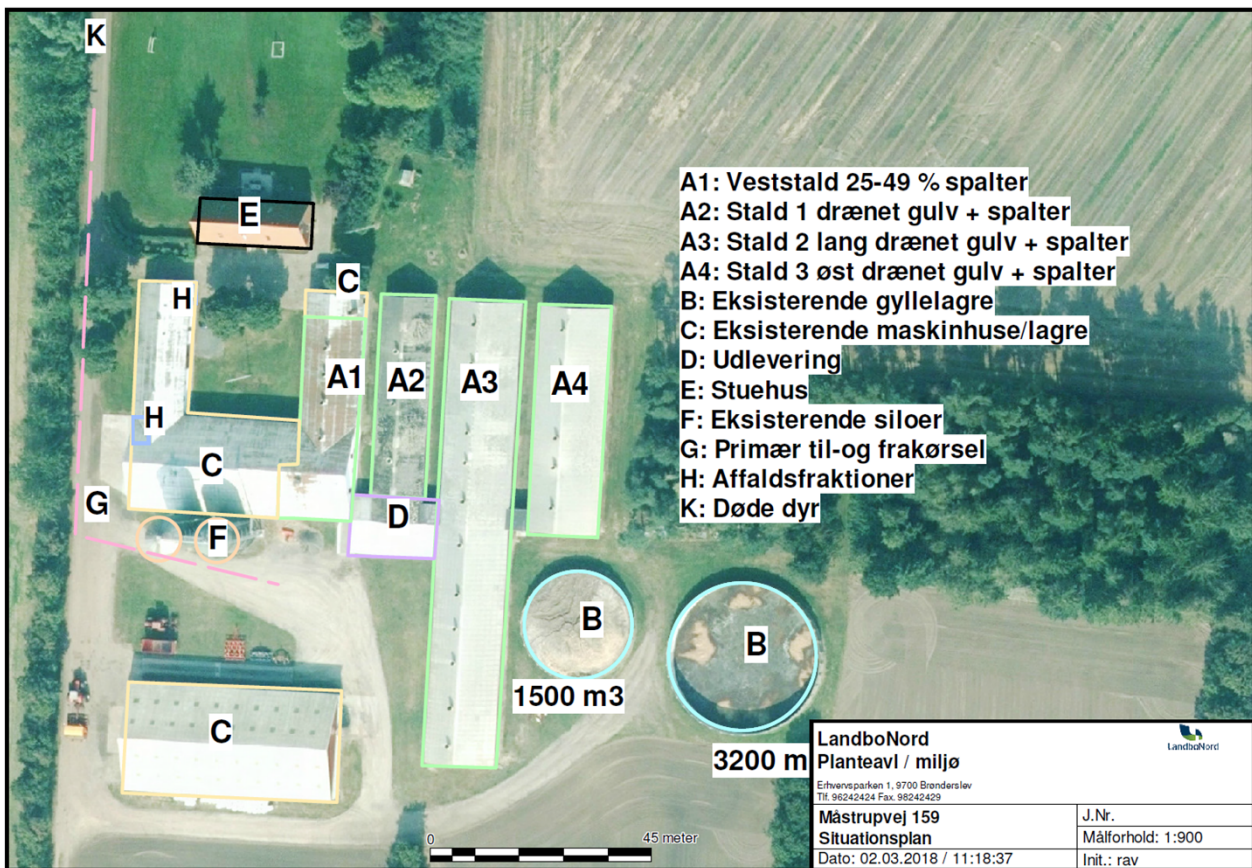 K
E
H
C
A1
A2
A3
A4
H
C
G
F
D
B
B
1500 m3
3200 m
C
A1: Veststald 25-49 % spalter
A2: Stald 1 drænet gulv + spalter
A3: Stald 2 lang drænet gulv + spalter
A4: Stald 3 øst drænet gulv + spalter
B: Eksisterende gyllelagre
C: Eksisterende maskinhuse/lagre
D: Udlevering
E: Stuehus
F: Eksisterende siloer
G: Primær til-og frakørsel
H: Affaldsfraktioner
K: Døde dyr
0 45 meter
LandboNord
Planteavl / miljø
LandboNord
Erhvervsparken 1, 9700 Brønderslev
Tlf. 96242424 Fax. 98242429
Måstrupvej 159
Situationsplan
Dato: 02.03.2018 / 11:18:37
J.Nr.
Målforhold: 1:900
Init.: rav